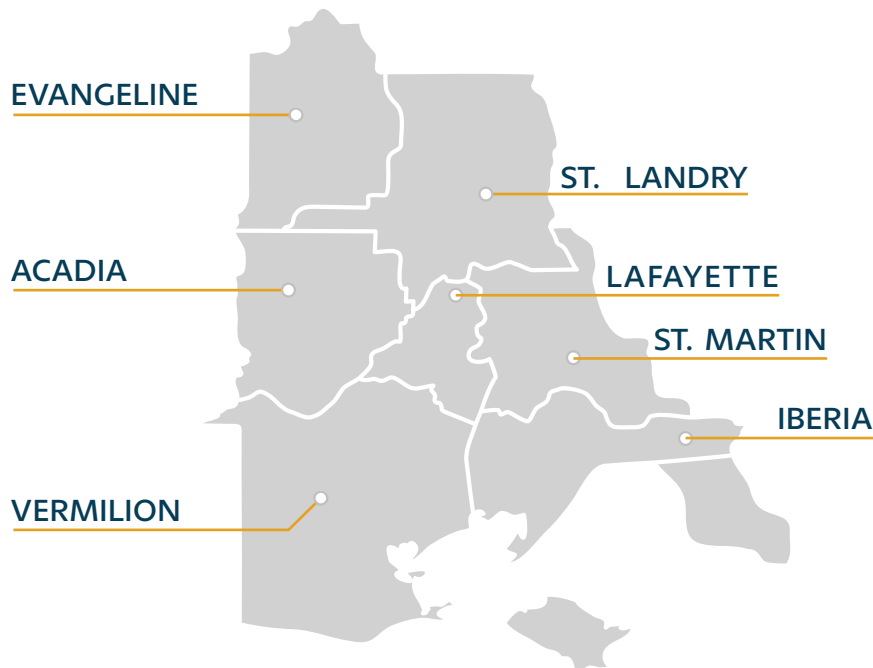 EVANGELINE
ST. LANDRY
ACADIA
LAFAYETTE
ST. MARTIN
IBERIA
VERMILION